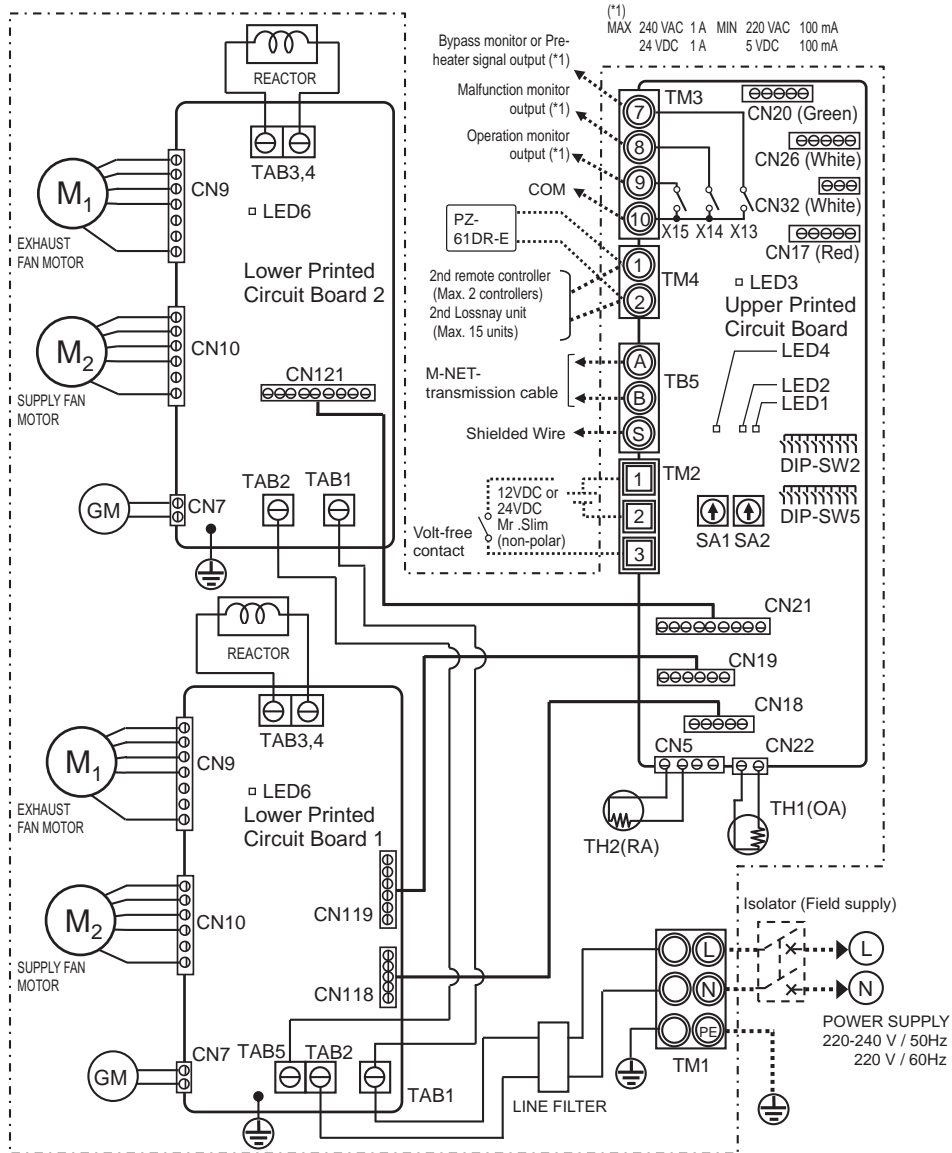 (*1)
MAX 240 VAC 1 A MIN 220 VAC 100 mA
24 VDC 1 A 5 VDC 100 mA
REACTOR
TAB3,4
M1
EXHAUST
FAN MOTOR
CN9
LED6
Lower Printed
Circuit Board 2
M2
SUPPLY FAN
MOTOR
CN10
CN121
TAB2
TAB1
GM
CN7
Bypass monitor or Pre-
heater signal output (*1)
Malfunction monitor
output (*1)
Operation monitor
output (*1)
COM
PZ-
61DR-E
2nd remote controller
(Max. 2 controllers)
2nd Lossnay unit
(Max. 15 units)
M-NET-
transmission cable
Shielded Wire
12VDC or
24VDC
Mr .Slim
(non-polar)
Volt-free
contact
TM3
7
8
9
10
X15 X14 X13
1
2
TM4
A
B
S
TB5
1
2
3
TM2
CN20 (Green)
CN26 (White)
CN32 (White)
CN17 (Red)
LED3
Upper Printed
Circuit Board
LED4
LED2
LED1
DIP-SW2
DIP-SW5
SA1 SA2
CN21
CN19
CN18
CN5
CN22
TH2(RA)
TH1(OA)
REACTOR
TAB3,4
M1
EXHAUST
FAN MOTOR
CN9
LED6
Lower Printed
Circuit Board 1
M2
SUPPLY FAN
MOTOR
CN10
CN119
CN118
GM
CN7
TAB5
TAB2
TAB1
LINE FILTER
Isolator (Field supply)
L
N
PE
TM1
L
N
POWER SUPPLY
220-240 V / 50Hz
220 V / 60Hz